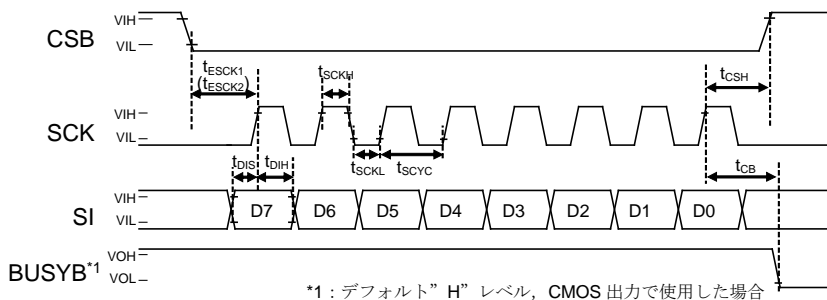 CSB
VIH
VIL
tESCK1
(tESCK2)
tSCKH
tCSH
SCK
VIH
VIL
tDIS
tDIH
tSCKL
tSCYC
tCB
SI
VIH
VIL
D7 D6 D5 D4 D3 D2 D1 D0
BUSYB*1
VOH
VOL
*1 : デフォルト” H” レベル, CMOS 出力で使用した場合